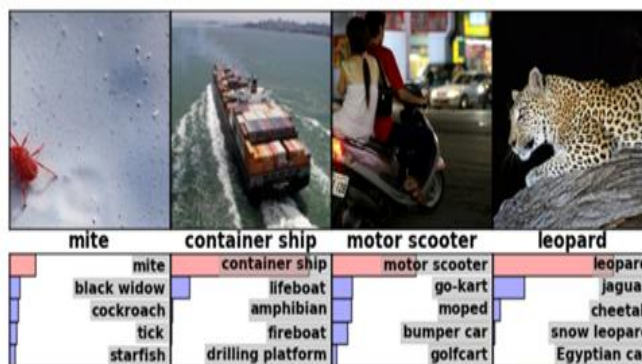 mite container ship motor scooter leopard
mite container ship motor scooter leopar
black widow lifeboat go-kart jagua
cockroach amphibian moped cheeta
tick fireboat bumper car snow leopar
starfish drilling platform golfcart Egyptian c